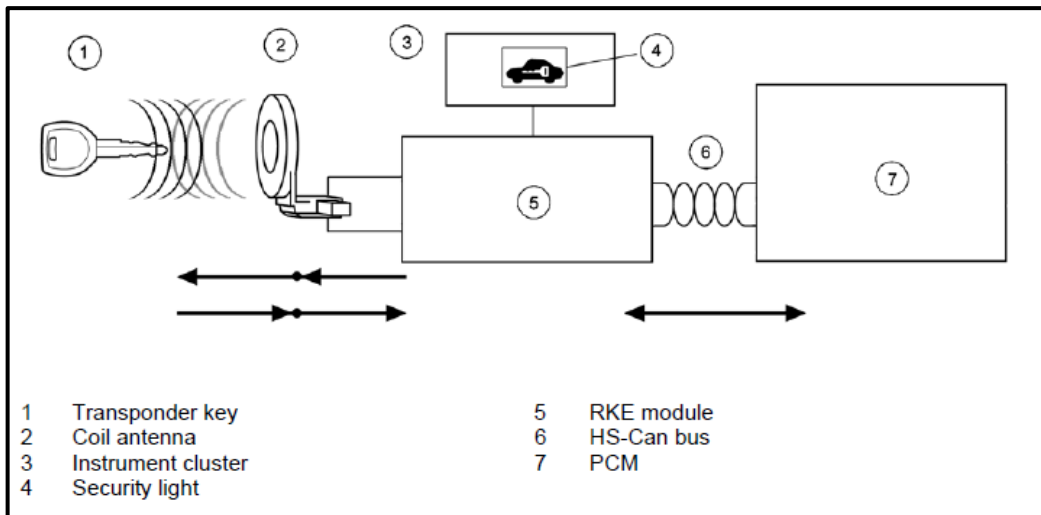 1
2
3
4
5
6
7
1 Transponder key
2 Coil antenna
3 Instrument cluster
4 Security light
5 RKE module
6 HS-Can bus
7 PCM